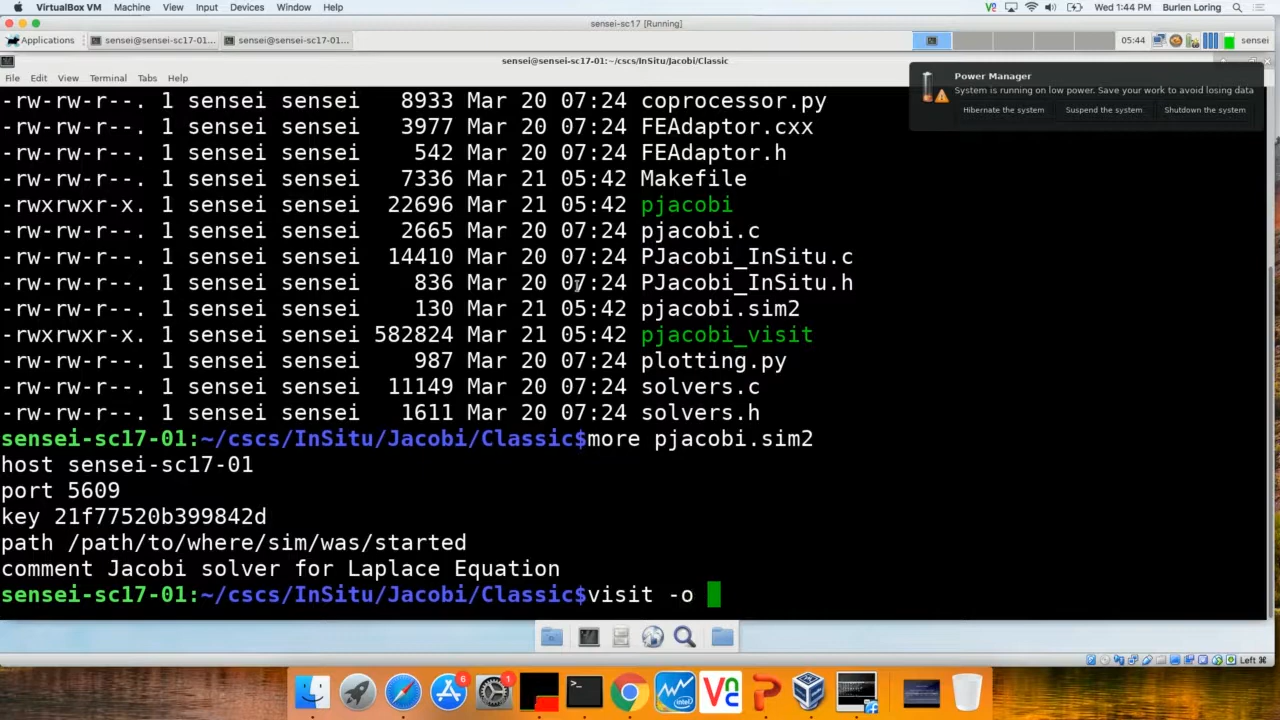 VirtualBox VM Machine View Input Devices Window Help Wed 1:44 PM Burlen Loring
sensei-sc17 [Running]
Applications sensei@sensei-sc17-01... sensei@sensei-sc17-01... 05:44 sensei
sensei@sensei-sc17-01:~/cscs/InSitu/Jacobi/Classic
File Edit View Terminal Tabs Help
Power Manager
System is running on low power. Save your work to avoid losing data
Hibernate the system Suspend the system Shutdown the system
-rw-rw-r--. 1 sensei sensei 8933 Mar 20 07:24 coprocessor.py
-rw-rw-r--. 1 sensei sensei 3977 Mar 20 07:24 FEAdaptor.cxx
-rw-rw-r--. 1 sensei sensei 542 Mar 20 07:24 FEAdaptor.h
-rw-rw-r--. 1 sensei sensei 7336 Mar 21 05:42 Makefile
-rwxrwxr-x. 1 sensei sensei 22696 Mar 21 05:42 pjacobi
-rw-rw-r--. 1 sensei sensei 2665 Mar 20 07:24 pjacobi.c
-rw-rw-r--. 1 sensei sensei 14410 Mar 20 07:24 PJacobi_InSitu.c
-rw-rw-r--. 1 sensei sensei 836 Mar 20 07:24 PJacobi_InSitu.h
-rw-rw-r--. 1 sensei sensei 130 Mar 21 05:42 pjacobi.sim2
-rwxrwxr-x. 1 sensei sensei 582824 Mar 21 05:42 pjacobi_visit
-rw-rw-r--. 1 sensei sensei 987 Mar 20 07:24 plotting.py
-rw-rw-r--. 1 sensei sensei 11149 Mar 20 07:24 solvers.c
-rw-rw-r--. 1 sensei sensei 1611 Mar 20 07:24 solvers.h
sensei-sc17-01:~/cscs/InSitu/Jacobi/Classic$more pjacobi.sim2
host sensei-sc17-01
port 5609
key 21f77520b399842d
path /path/to/where/sim/was/started
comment Jacobi solver for Laplace Equation
sensei-sc17-01:~/cscs/InSitu/Jacobi/Classic$visit -o
Left ⌘
6
1